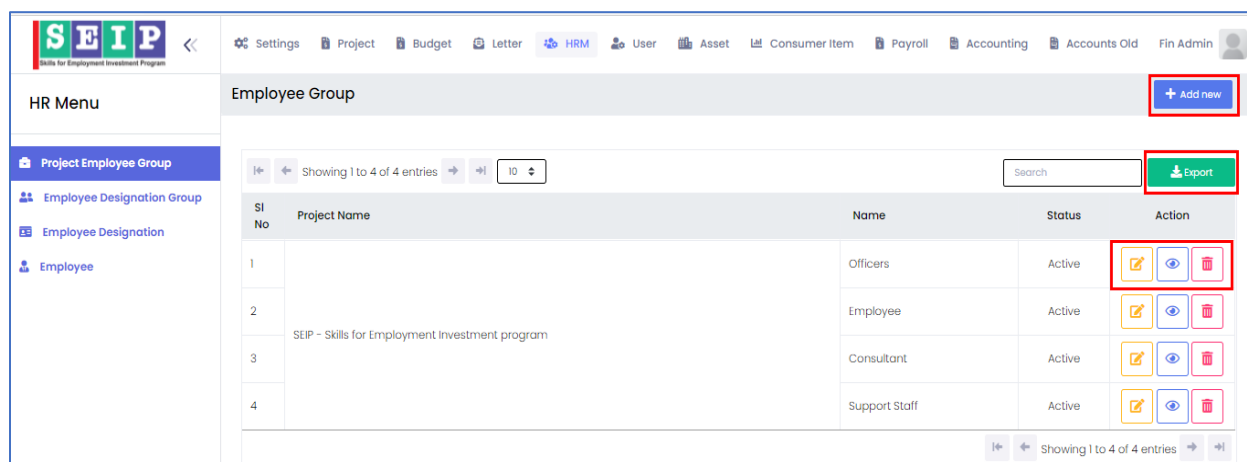 SEIP
Skills for Employment Investment Program
Settings Project Budget Letter HRM User Asset Consumer Item Payroll Accounting Accounts Old Fin Admin
HR Menu
Employee Group
+ Add new
Project Employee Group
Employee Designation Group
Employee Designation
Employee
Showing 1 to 4 of 4 entries 10
Search
Export
Sl No Project Name Name Status Action
1 Officers Active
2 Employee Active
SEIP - Skills for Employment Investment program
3 Consultant Active
4 Support Staff Active
Showing 1 to 4 of 4 entries